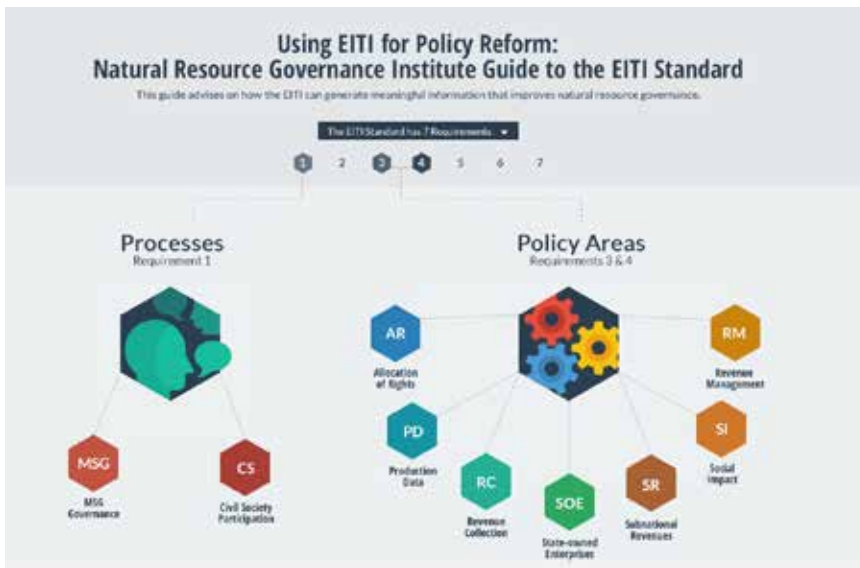 Using EITI for Policy Reform:
Natural Resource Governance Institute Guide to the EITI Standard
This guide advises on how the EITI can generate meaningful information that improves natural resource governance.
The EITI Standard has 7 Requirements
1 2 3 4 5 6 7
Processes
Requirement 1
Policy Areas
Requirements 3 & 4
AR
Allocation
of Rights
RM
Revenue
Management
PD
Production
Data
SI
Social
Impact
MSG
MSG
Governance
CS
Civil Society
Participation
RC
Revenue
Collection
SOE
State-owned
Enterprises
SR
Subnational
Revenues